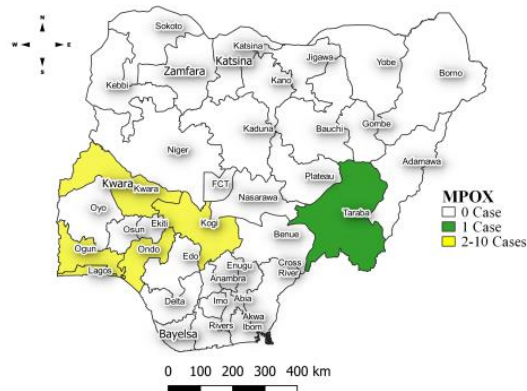 N
W E
S
Sokoto
Katsina
Zamfara
Katsina
Jigawa
Yobe
Borno
Kebbi
Kano
Kaduna
Bauchi
Gombe
Adamawa
Niger
Plateau
Kwara
Kwara
FCT
Nasarawa
Taraba
Oyo
Osun
Ekiti
Kogi
Benue
Ogun
Ondo
Edo
Lagos
Enugu
Anambra
Cross
River
Delta
Imo
Abia
Bayelsa
Rivers
Akwa
Ibom
MPOX
0 Case
1 Case
2-10 Cases
0 100 200 300 400 km